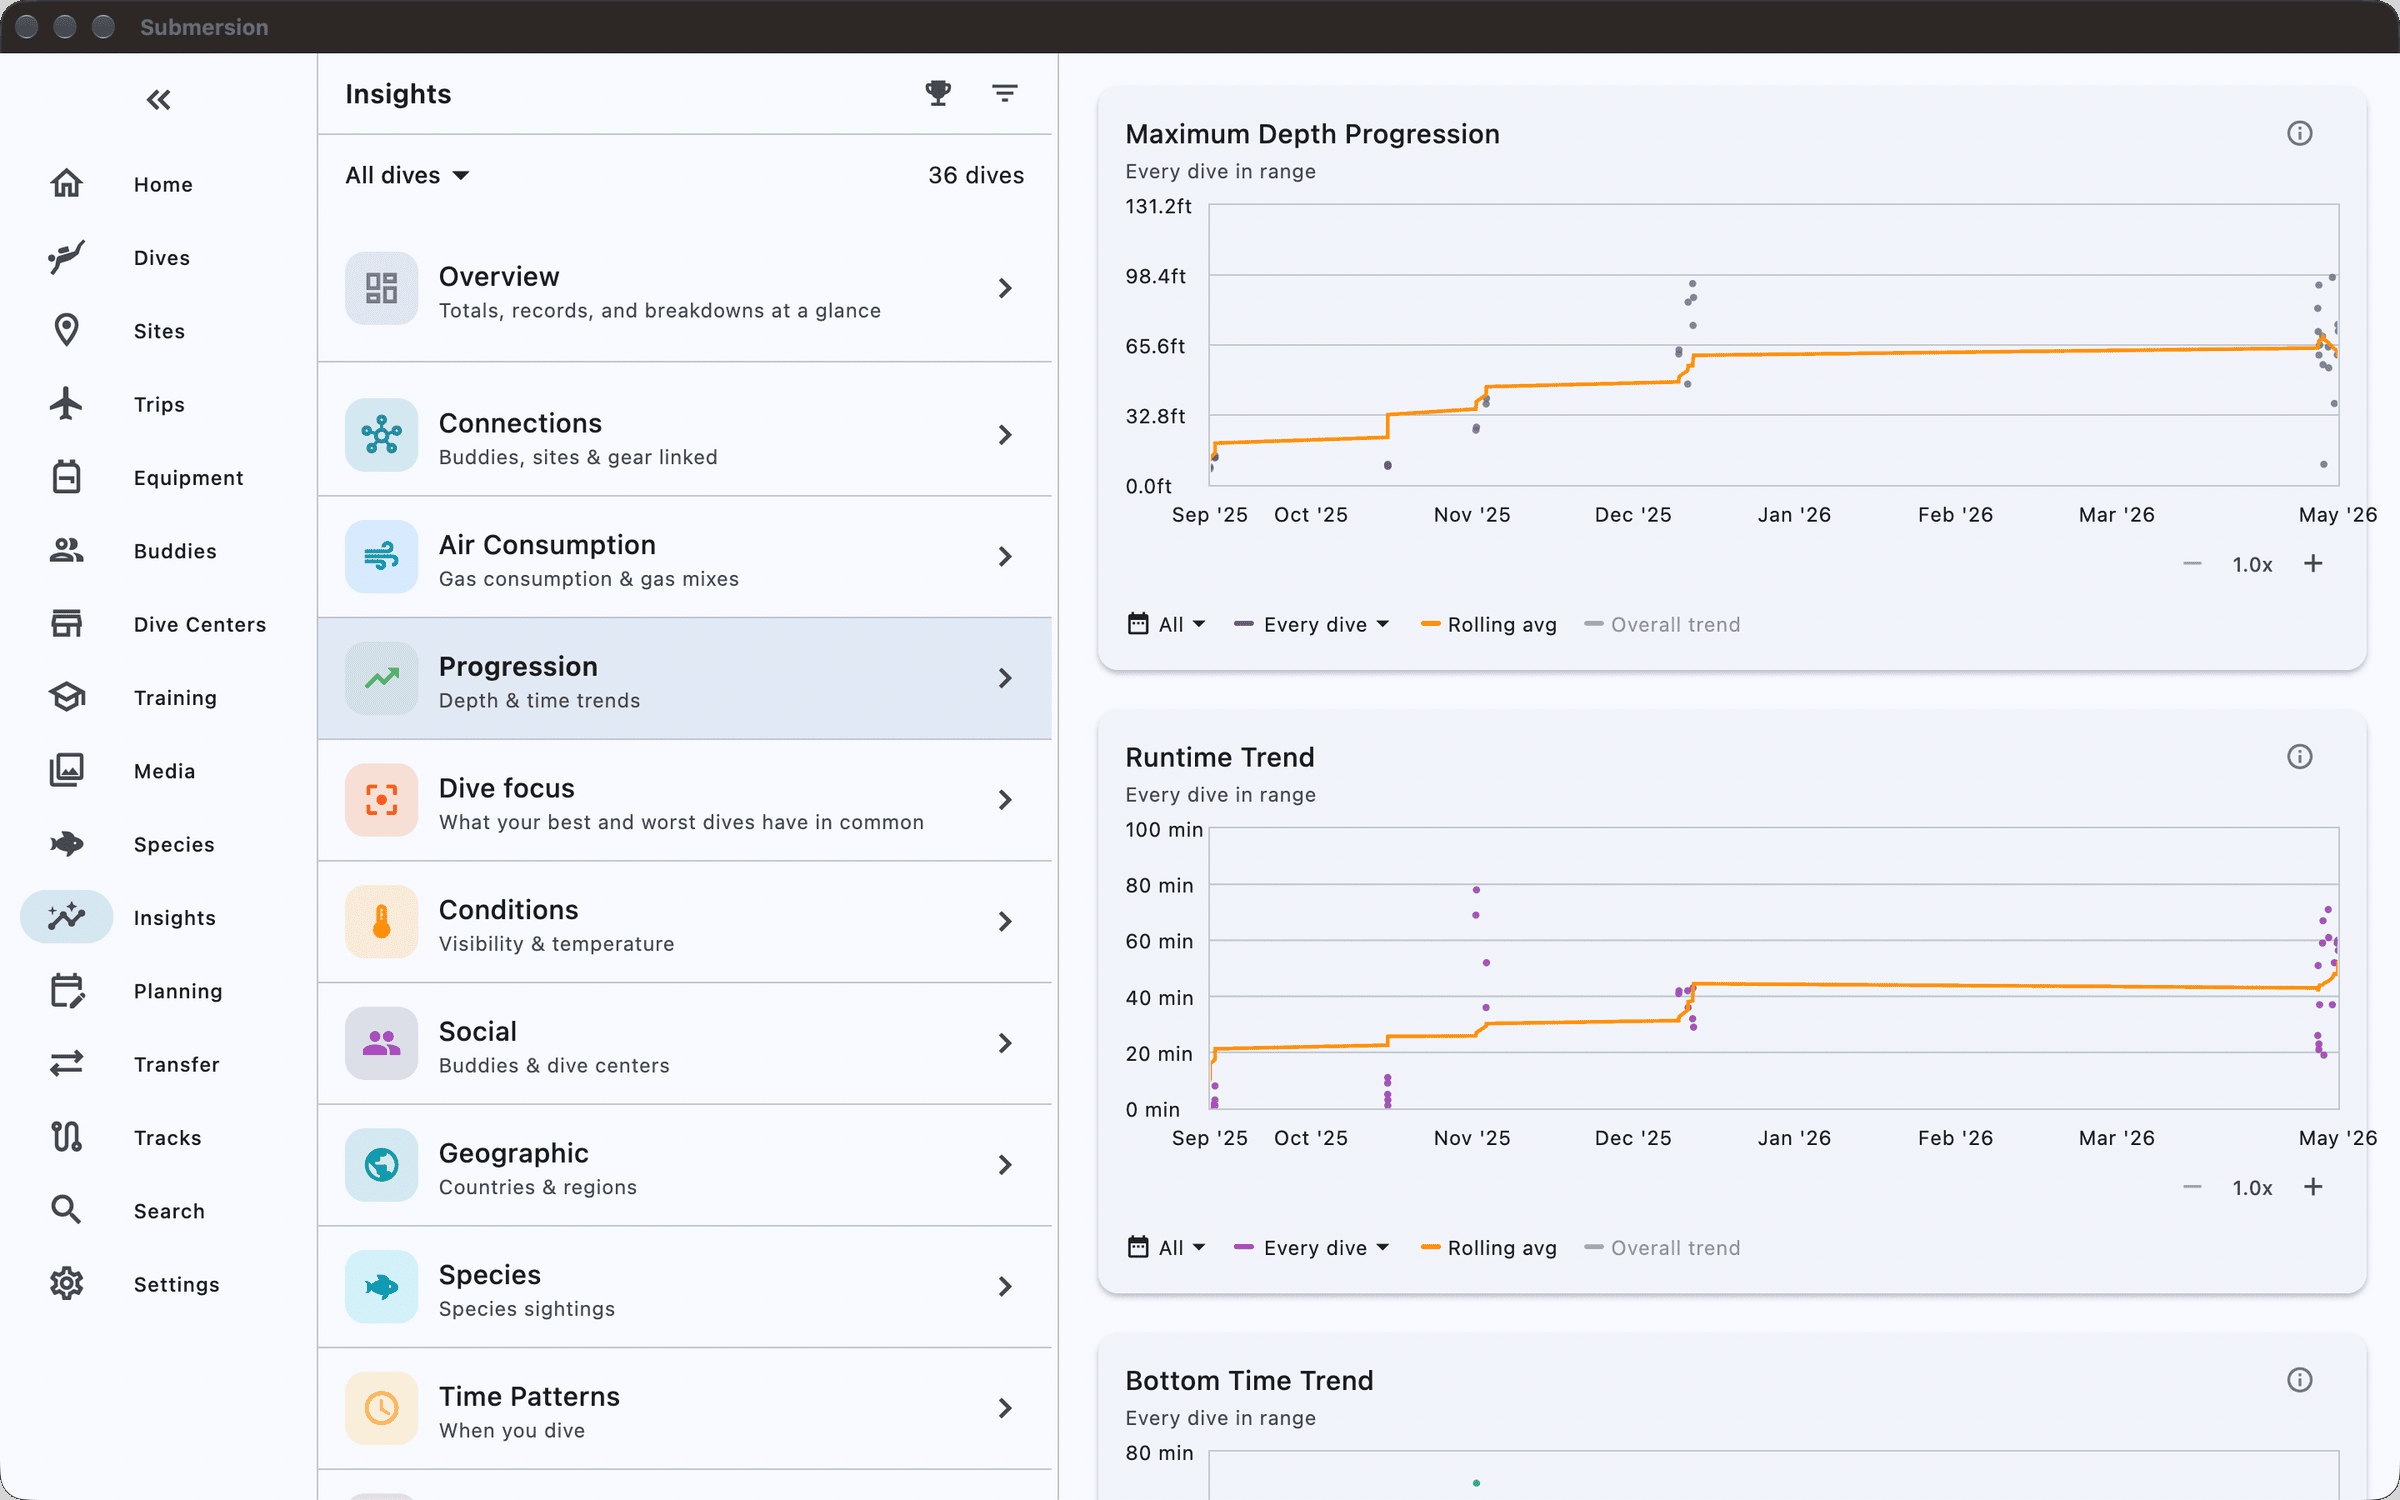 Submersion
Home
Dives
Sites
Trips
Equipment
Buddies
Dive Centers
Training
Media
Species
Insights
Planning
Transfer
Tracks
Search
Settings
Insights
All dives
36 dives
Overview
Totals, records, and breakdowns at a glance
Connections
Buddies, sites & gear linked
Air Consumption
Gas consumption & gas mixes
Progression
Depth & time trends
Dive focus
What your best and worst dives have in common
Conditions
Visibility & temperature
Social
Buddies & dive centers
Geographic
Countries & regions
Species
Species sightings
Time Patterns
When you dive
Maximum Depth Progression
Every dive in range
131.2ft
98.4ft
65.6ft
32.8ft
0.0ft
Sep '25 Oct '25 Nov '25 Dec '25 Jan '26 Feb '26 Mar '26 May '26
1.0x
All Every dive Rolling avg Overall trend
Runtime Trend
Every dive in range
100 min
80 min
60 min
40 min
20 min
0 min
Sep '25 Oct '25 Nov '25 Dec '25 Jan '26 Feb '26 Mar '26 May '26
1.0x
All Every dive Rolling avg Overall trend
Bottom Time Trend
Every dive in range
80 min